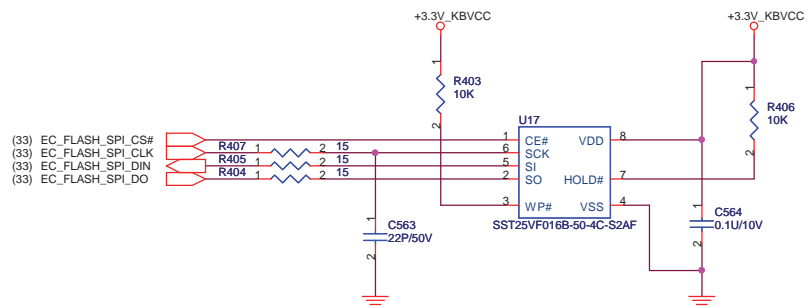 +3.3V_KBVCC
+3.3V_KBVCC
1
R403
10K
2
1
R406
10K
2
U17
(33) EC_FLASH_SPI_CS#
(33) EC_FLASH_SPI_CLK
(33) EC_FLASH_SPI_DIN
(33) EC_FLASH_SPI_DO
R407 1 2 15
R405 1 2 15
R404 1 2 15
1 CE# VDD 8
6 SCK
5 SI
2 SO HOLD# 7
3 WP# VSS 4
SST25VF016B-50-4C-S2AF
1
C563
22P/50V
2
1
C564
0.1U/10V
2